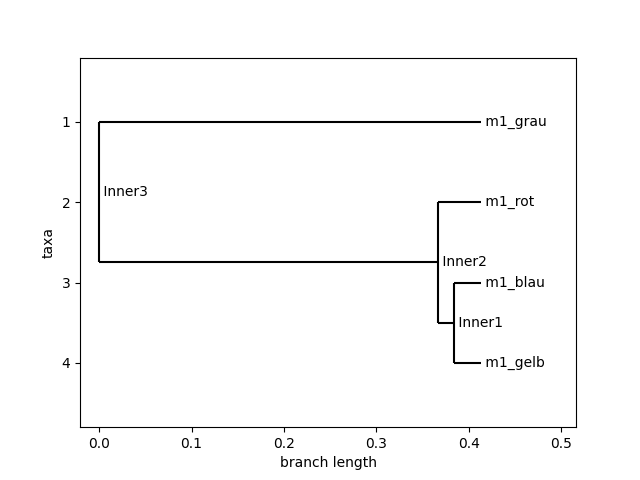 1
m1_grau
Inner3
2
m1_rot
taxa
Inner2
3
m1_blau
Inner1
4
m1_gelb
0.0 0.1 0.2 0.3 0.4 0.5
branch length